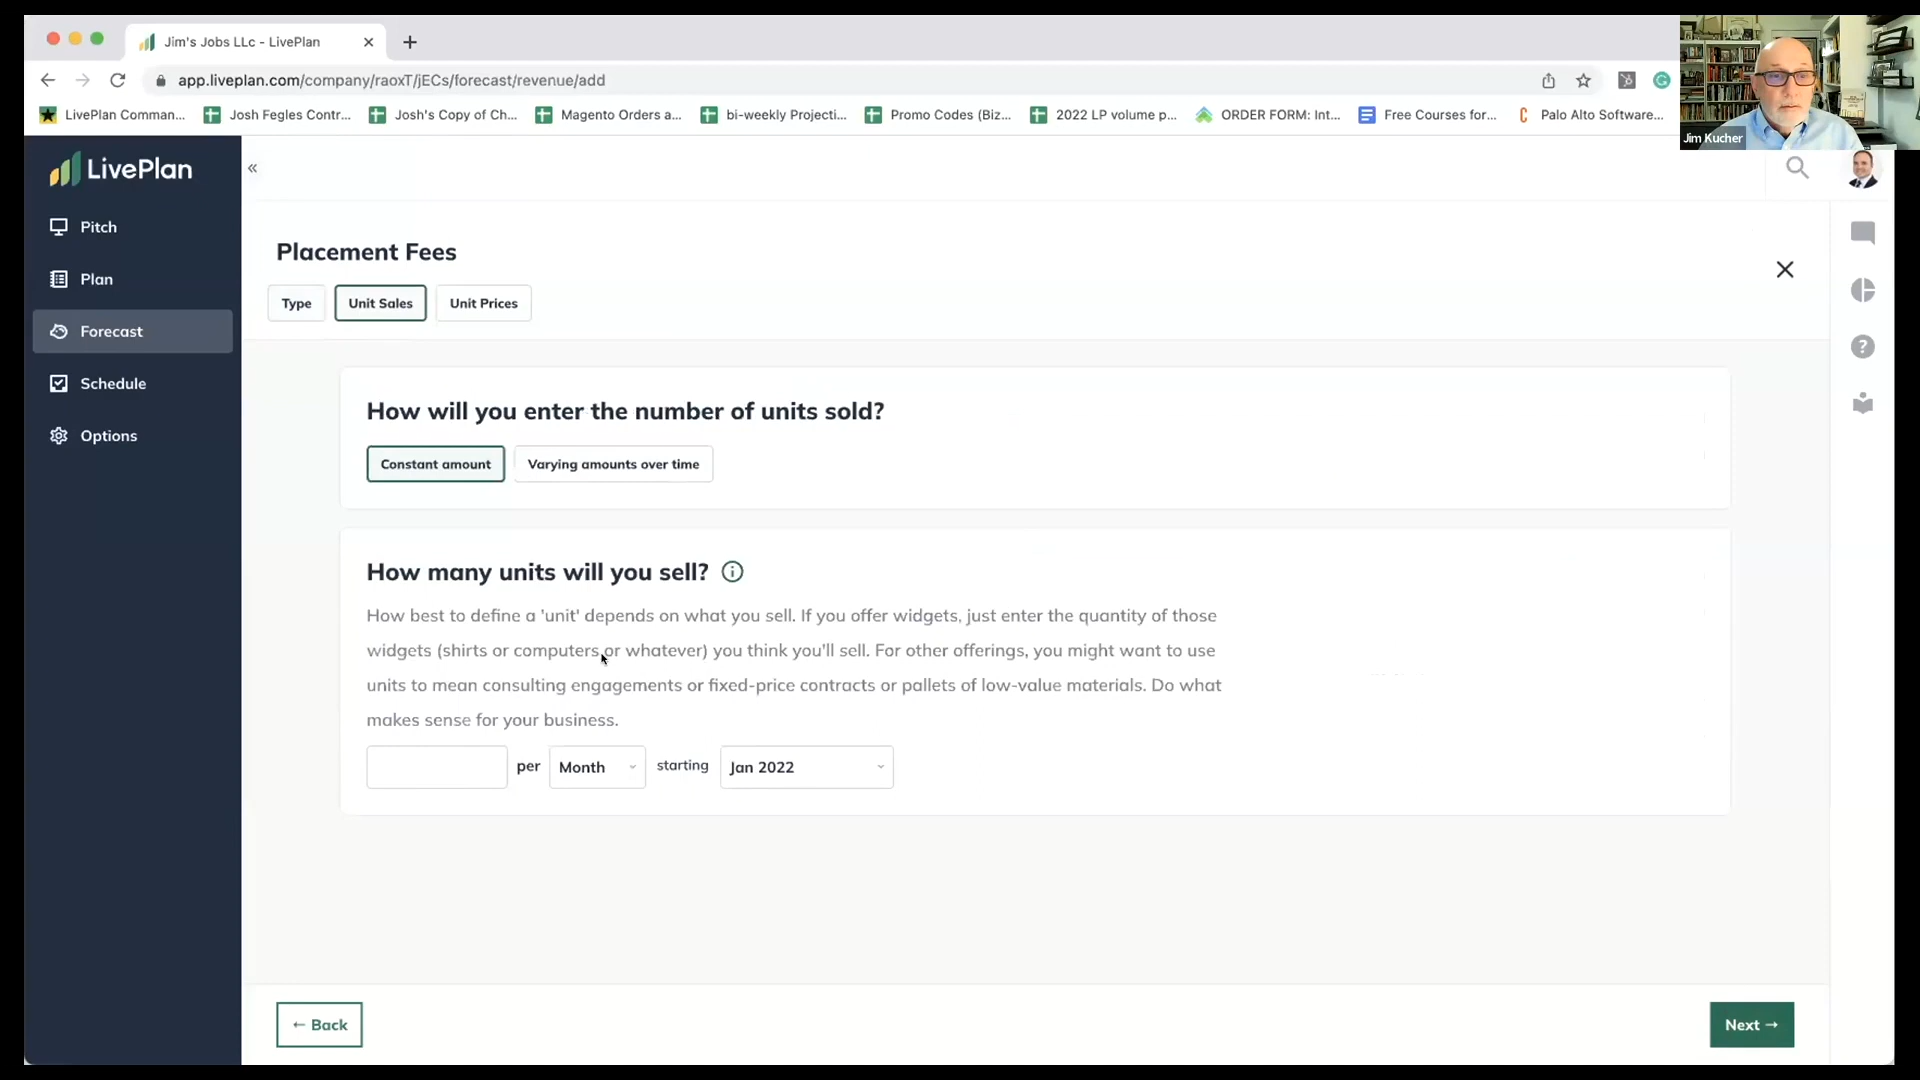 Jim's Jobs LLc - LivePlan
app.liveplan.com/company/raoxT/jECs/forecast/revenue/add
LivePlan Comman... Josh Fegles Contr... Josh's Copy of Ch... Magento Orders a... bi-weekly Projecti... Promo Codes (Biz... 2022 LP volume p... ORDER FORM: Int... Free Courses for... Palo Alto Software...
Jim Kucher
LivePlan
«
Pitch
Plan
Forecast
Schedule
Options
Placement Fees
Type Unit Sales Unit Prices
How will you enter the number of units sold?
Constant amount Varying amounts over time
How many units will you sell?
How best to define a 'unit' depends on what you sell. If you offer widgets, just enter the quantity of those
widgets (shirts or computers or whatever) you think you'll sell. For other offerings, you might want to use
units to mean consulting engagements or fixed-price contracts or pallets of low-value materials. Do what
makes sense for your business.
per Month starting Jan 2022
← Back
Next →